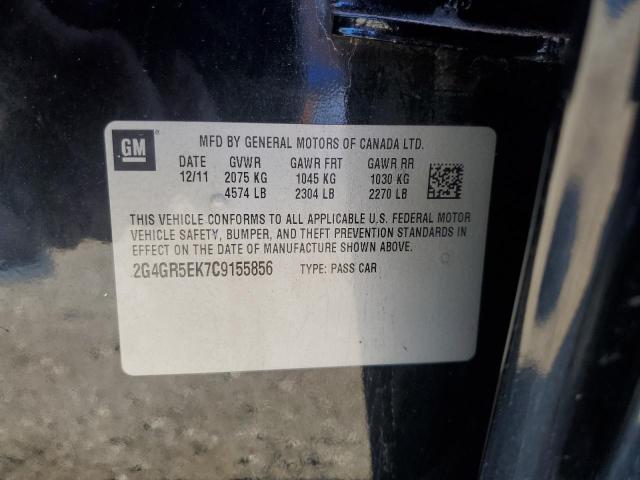 GM
MFD BY GENERAL MOTORS OF CANADA LTD.
DATE GVWR GAWR FRT GAWR RR
12/11 2075 KG 1045 KG 1030 KG
4574 LB 2304 LB 2270 LB
THIS VEHICLE CONFORMS TO ALL APPLICABLE U.S. FEDERAL MOTOR
VEHICLE SAFETY, BUMPER, AND THEFT PREVENTION STANDARDS IN
EFFECT ON THE DATE OF MANUFACTURE SHOWN ABOVE.
2G4GR5EK7C9155856 TYPE: PASS CAR